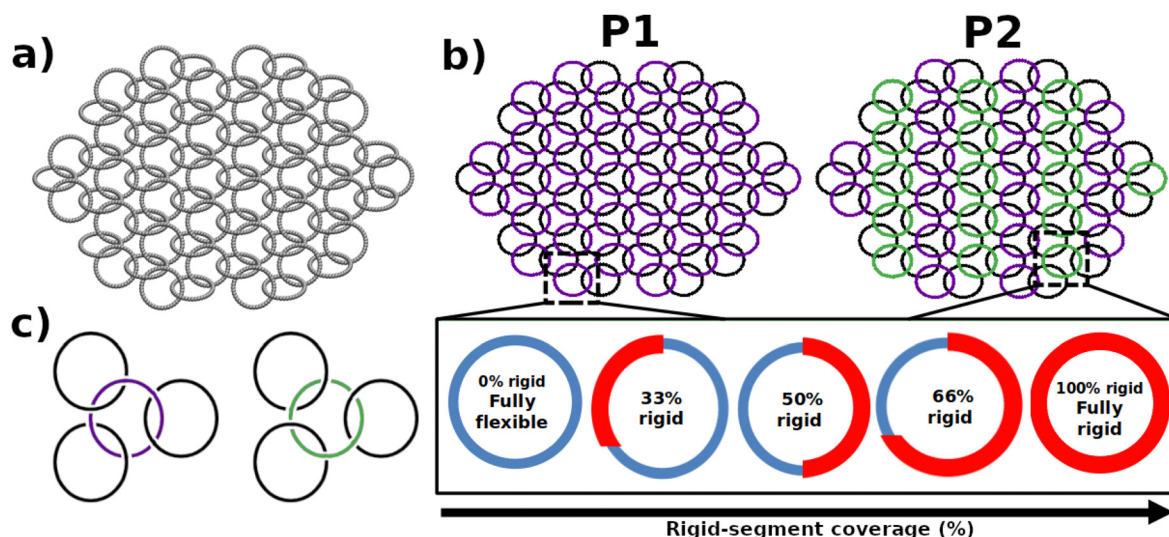 a)
b)
P1
P2
c)
0% rigid
Fully
flexible
33%
rigid
50%
rigid
66%
rigid
100% rigid
Fully
rigid
Rigid-segment coverage (%)